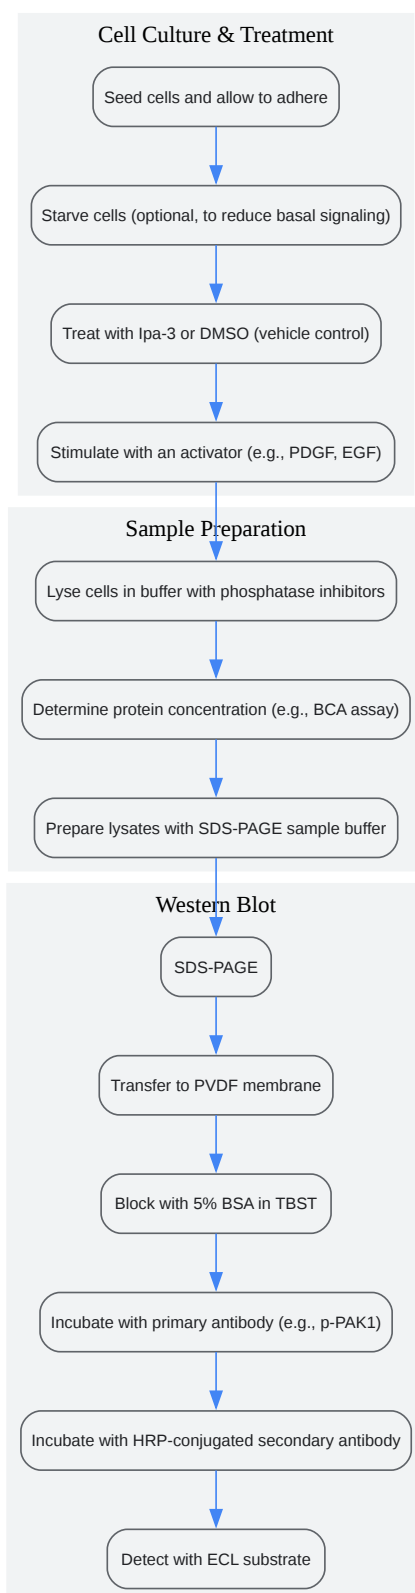 Cell Culture & Treatment
Seed cells and allow to adhere
Starve cells (optional, to reduce basal signaling)
Treat with Ipa-3 or DMSO (vehicle control)
Stimulate with an activator (e.g., PDGF, EGF)
Sample Preparation
Lyse cells in buffer with phosphatase inhibitors
Determine protein concentration (e.g., BCA assay)
Prepare lysates with SDS-PAGE sample buffer
Western Blot
SDS-PAGE
Transfer to PVDF membrane
Block with 5% BSA in TBST
Incubate with primary antibody (e.g., p-PAK1)
Incubate with HRP-conjugated secondary antibody
Detect with ECL substrate